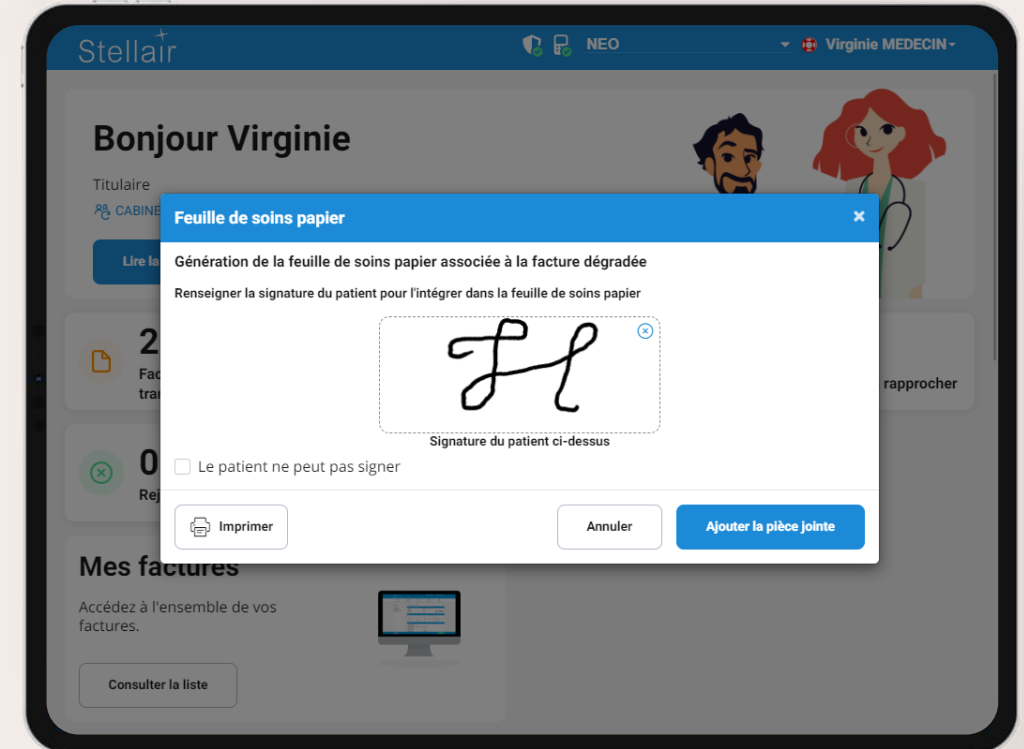 Stellair
NEO
Virginie MEDECIN
Bonjour Virginie
Titulaire
CABINE
Lire la
Feuille de soins papier
Génération de la feuille de soins papier associée à la facture dégradée
Renseigner la signature du patient pour l'intégrer dans la feuille de soins papier
Signature du patient ci-dessus
Le patient ne peut pas signer
Imprimer
Annuler
Ajouter la pièce jointe
2
Fac
trai
rapprocher
0
Rej
Mes factures
Accédez à l'ensemble de vos
factures.
Consulter la liste